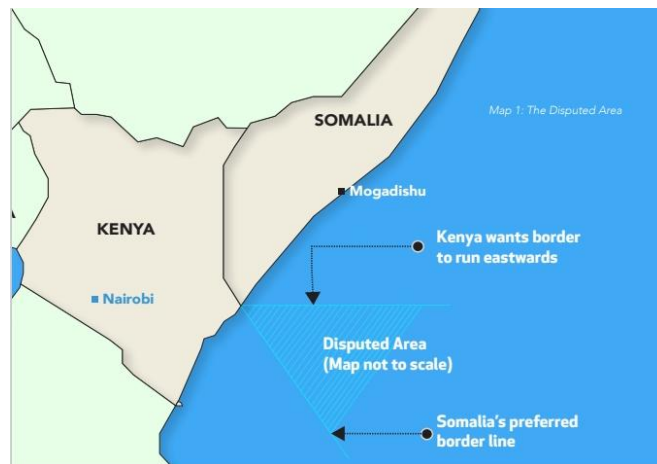 Map 1: The Disputed Area
SOMALIA
Mogadishu
KENYA
Kenya wants border
to run eastwards
Nairobi
Disputed Area
(Map not to scale)
Somalia's preferred
border line